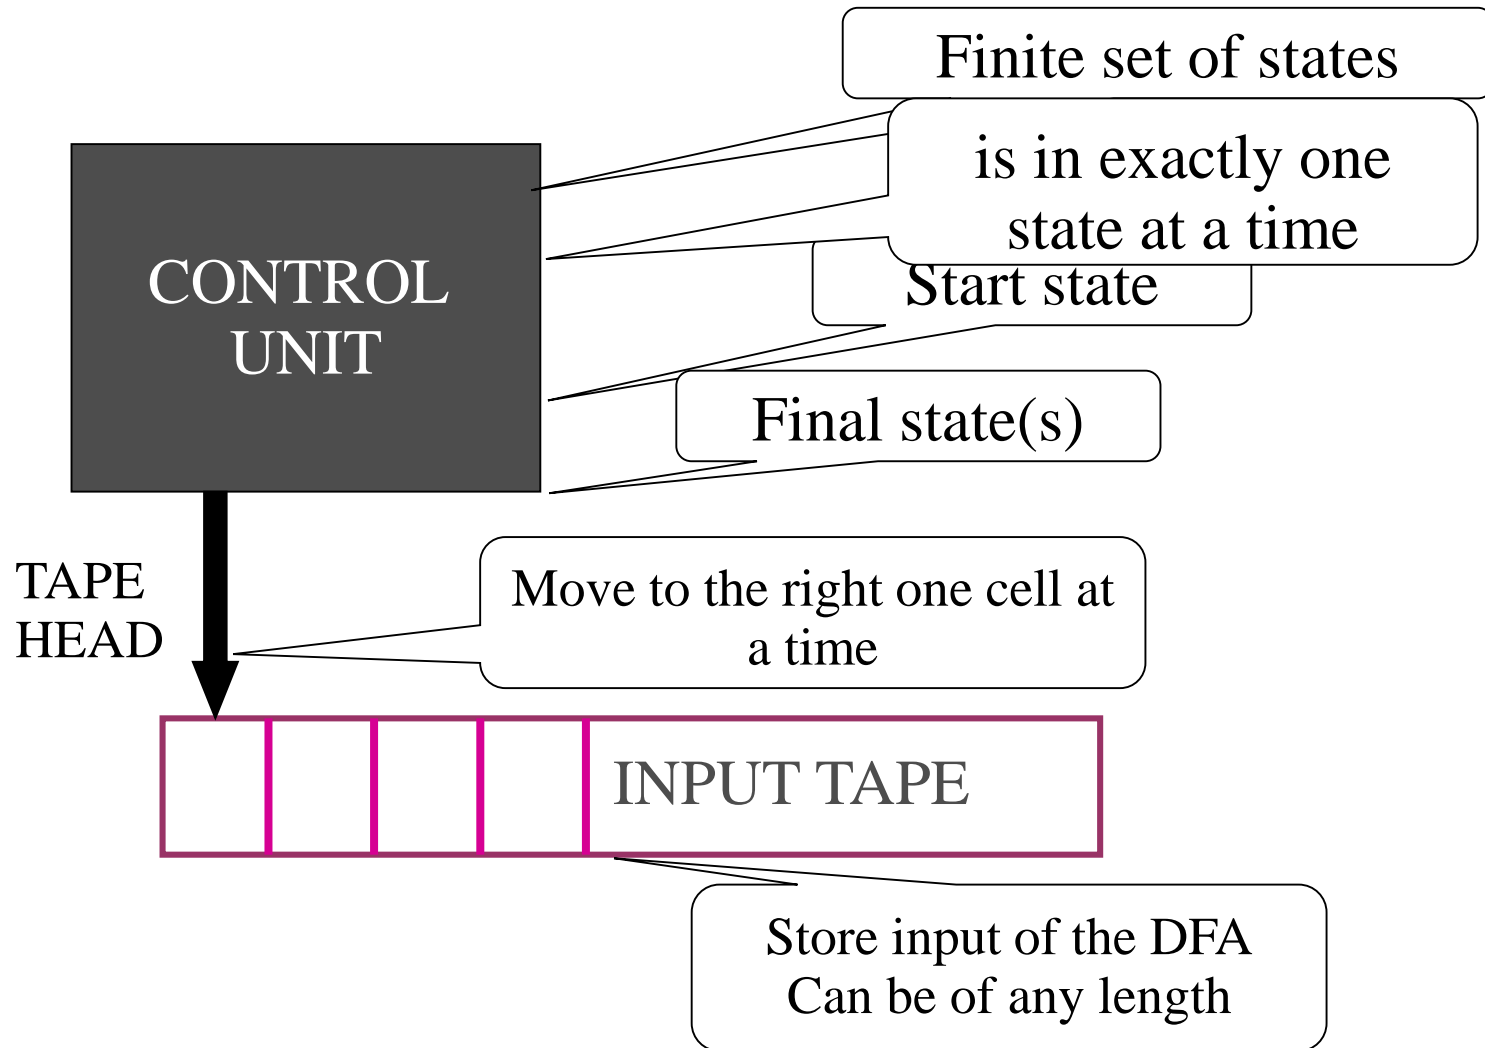 Finite set of states
is in exactly one
state at a time
Start state
CONTROL
UNIT
Final state(s)
TAPE
HEAD
Move to the right one cell at
a time
INPUT TAPE
Store input of the DFA
Can be of any length